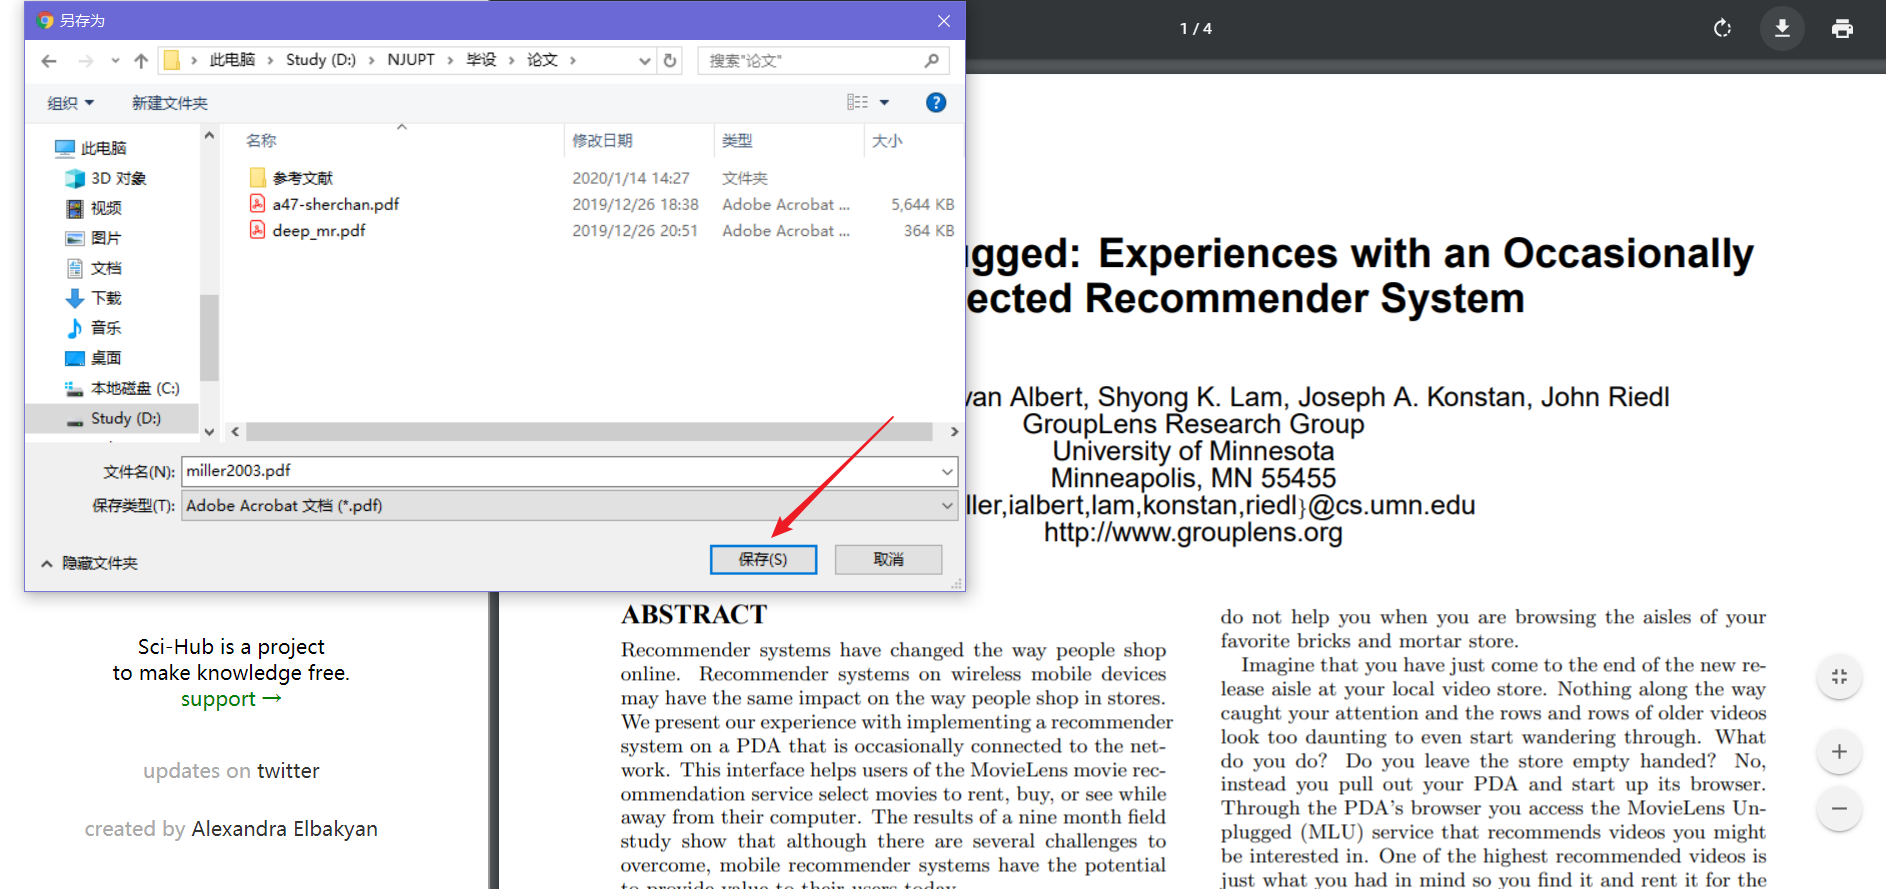 另存为
此电脑 › Study (D:) › NJUPT › 毕设 › 论文 ›
搜索"论文"
组织
新建文件夹
此电脑
3D 对象
视频
图片
文档
下载
音乐
桌面
本地磁盘 (C:)
Study (D:)
名称 修改日期 类型 大小
参考文献 2020/1/14 14:27 文件夹
a47-sherchan.pdf 2019/12/26 18:38 Adobe Acrobat ... 5,644 KB
deep_mr.pdf 2019/12/26 20:51 Adobe Acrobat ... 364 KB
文件名(N): miller2003.pdf
保存类型(T): Adobe Acrobat 文档 (*.pdf)
隐藏文件夹
保存(S)
取消
Sci-Hub is a project
to make knowledge free.
support →
updates on twitter
created by Alexandra Elbakyan
1 / 4
gged: Experiences with an Occasionally
ected Recommender System
van Albert, Shyong K. Lam, Joseph A. Konstan, John Riedl
GroupLens Research Group
University of Minnesota
Minneapolis, MN 55455
ller,ialbert,lam,konstan,riedl}@cs.umn.edu
http://www.grouplens.org
ABSTRACT
Recommender systems have changed the way people shop
online. Recommender systems on wireless mobile devices
may have the same impact on the way people shop in stores.
We present our experience with implementing a recommender
system on a PDA that is occasionally connected to the net-
work. This interface helps users of the MovieLens movie rec-
ommendation service select movies to rent, buy, or see while
away from their computer. The results of a nine month field
study show that although there are several challenges to
overcome, mobile recommender systems have the potential
to provide value to their users today.
do not help you when you are browsing the aisles of your
favorite bricks and mortar store.
Imagine that you have just come to the end of the new re-
lease aisle at your local video store. Nothing along the way
caught your attention and the rows and rows of older videos
look too daunting to even start wandering through. What
do you do? Do you leave the store empty handed? No,
instead you pull out your PDA and start up its browser.
Through the PDA's browser you access the MovieLens Un-
plugged (MLU) service that recommends videos you might
be interested in. One of the highest recommended videos is
just what you had in mind so you find it and rent it for the